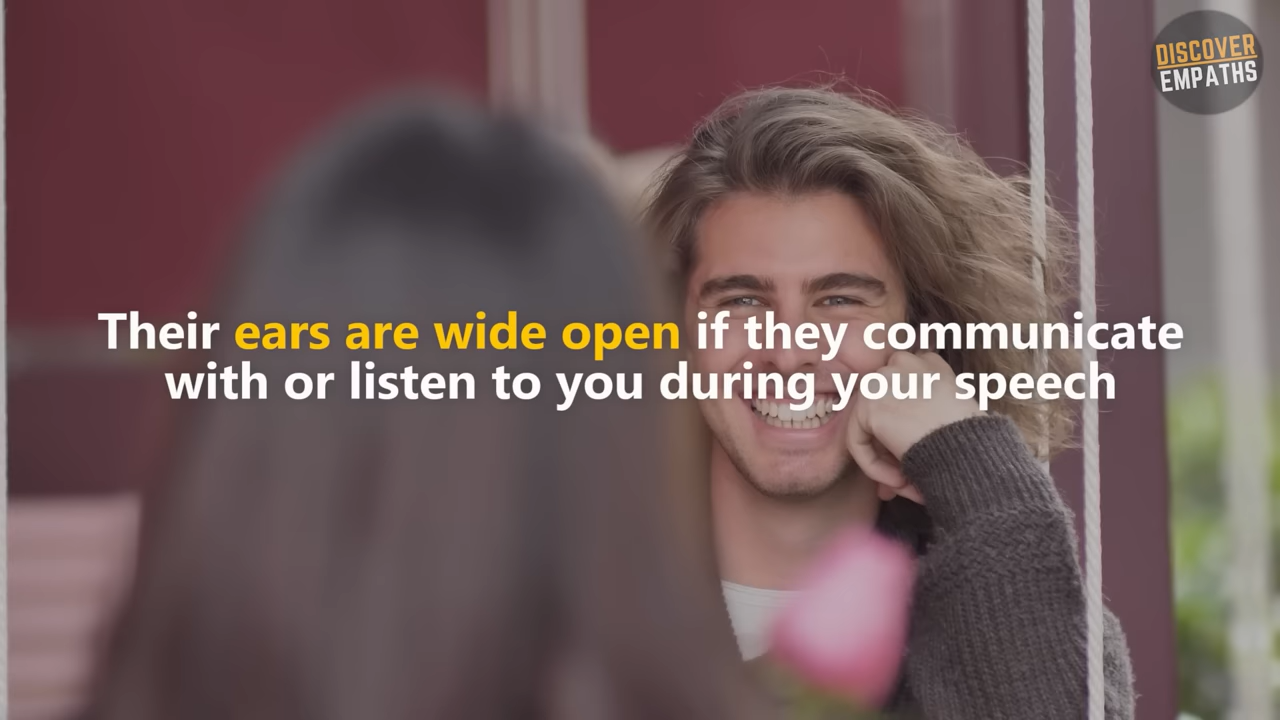 DISCOVER
EMPATHS
Their ears are wide open if they communicate
with or listen to you during your speech